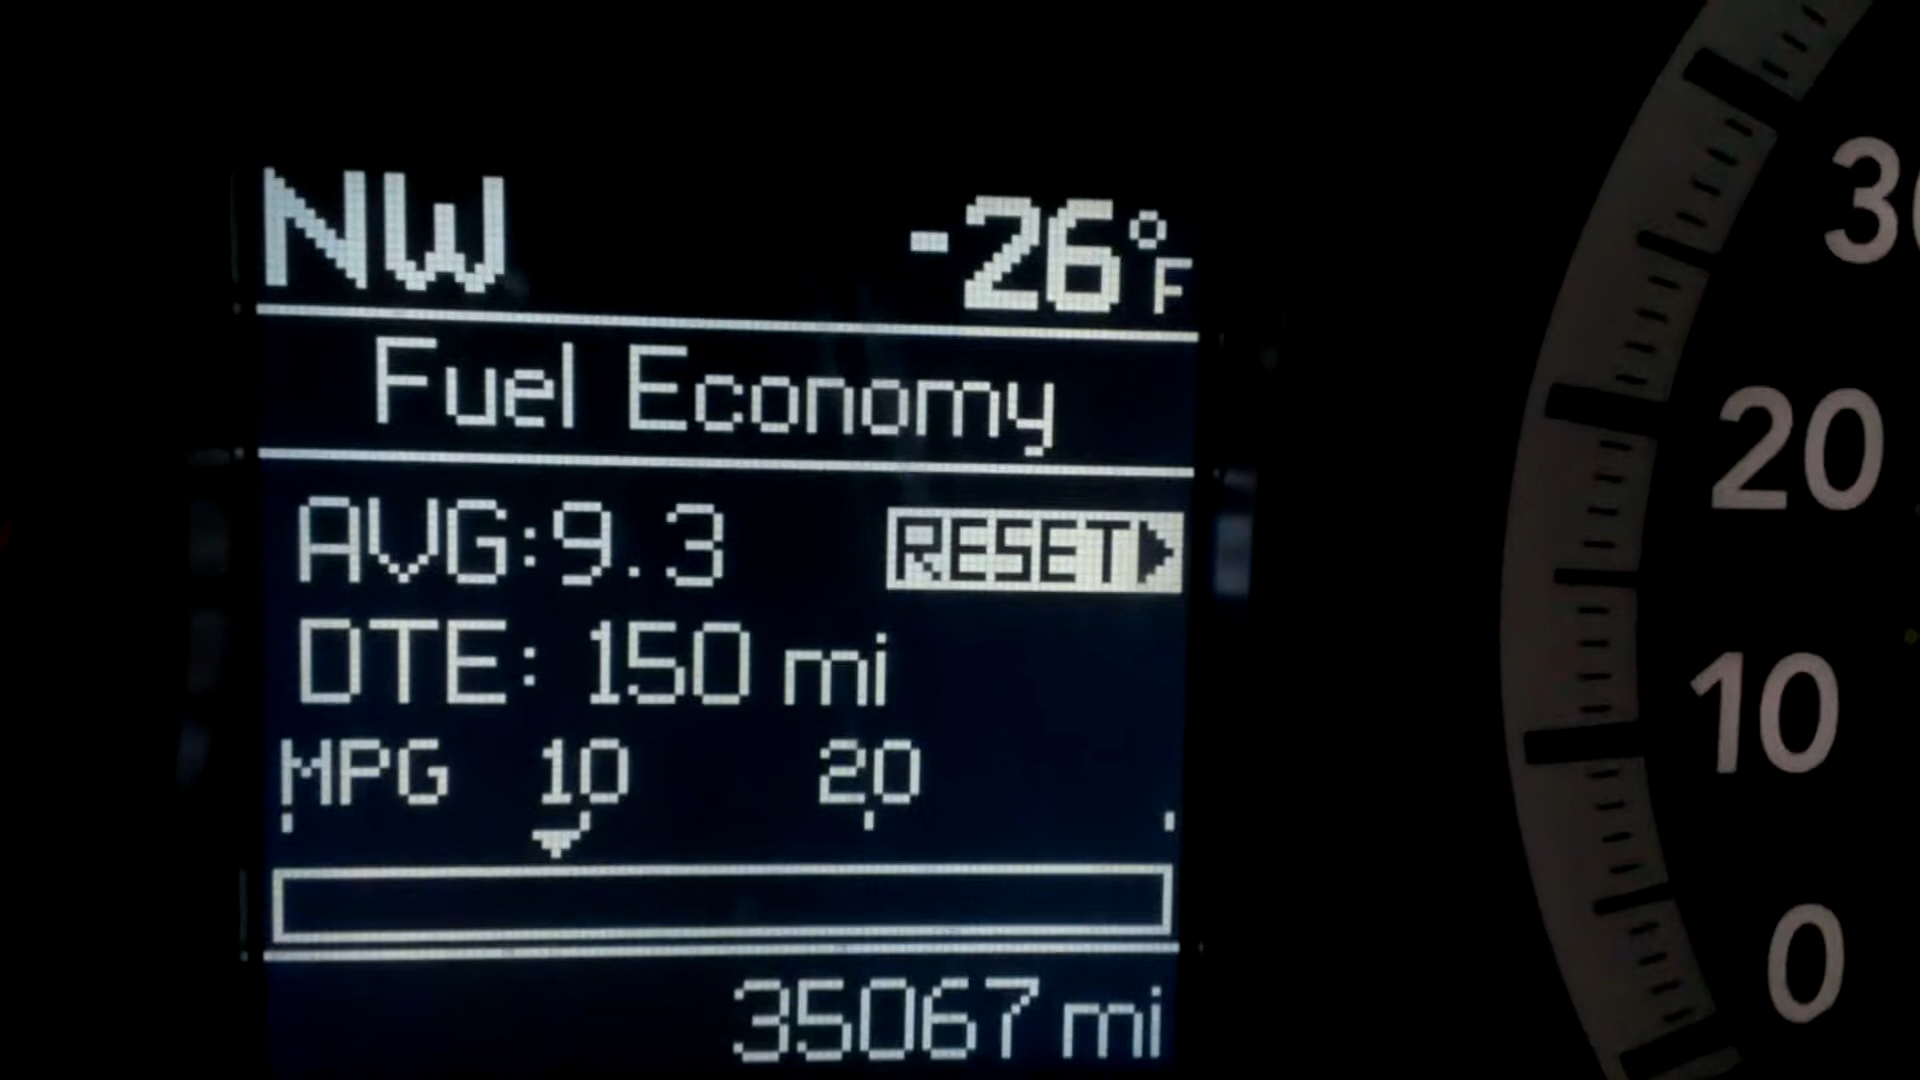 NW -26°F
Fuel Economy
AVG:9.3 RESET
DTE: 150 mi
MPG 10 20
35067 mi
30
20
10
0